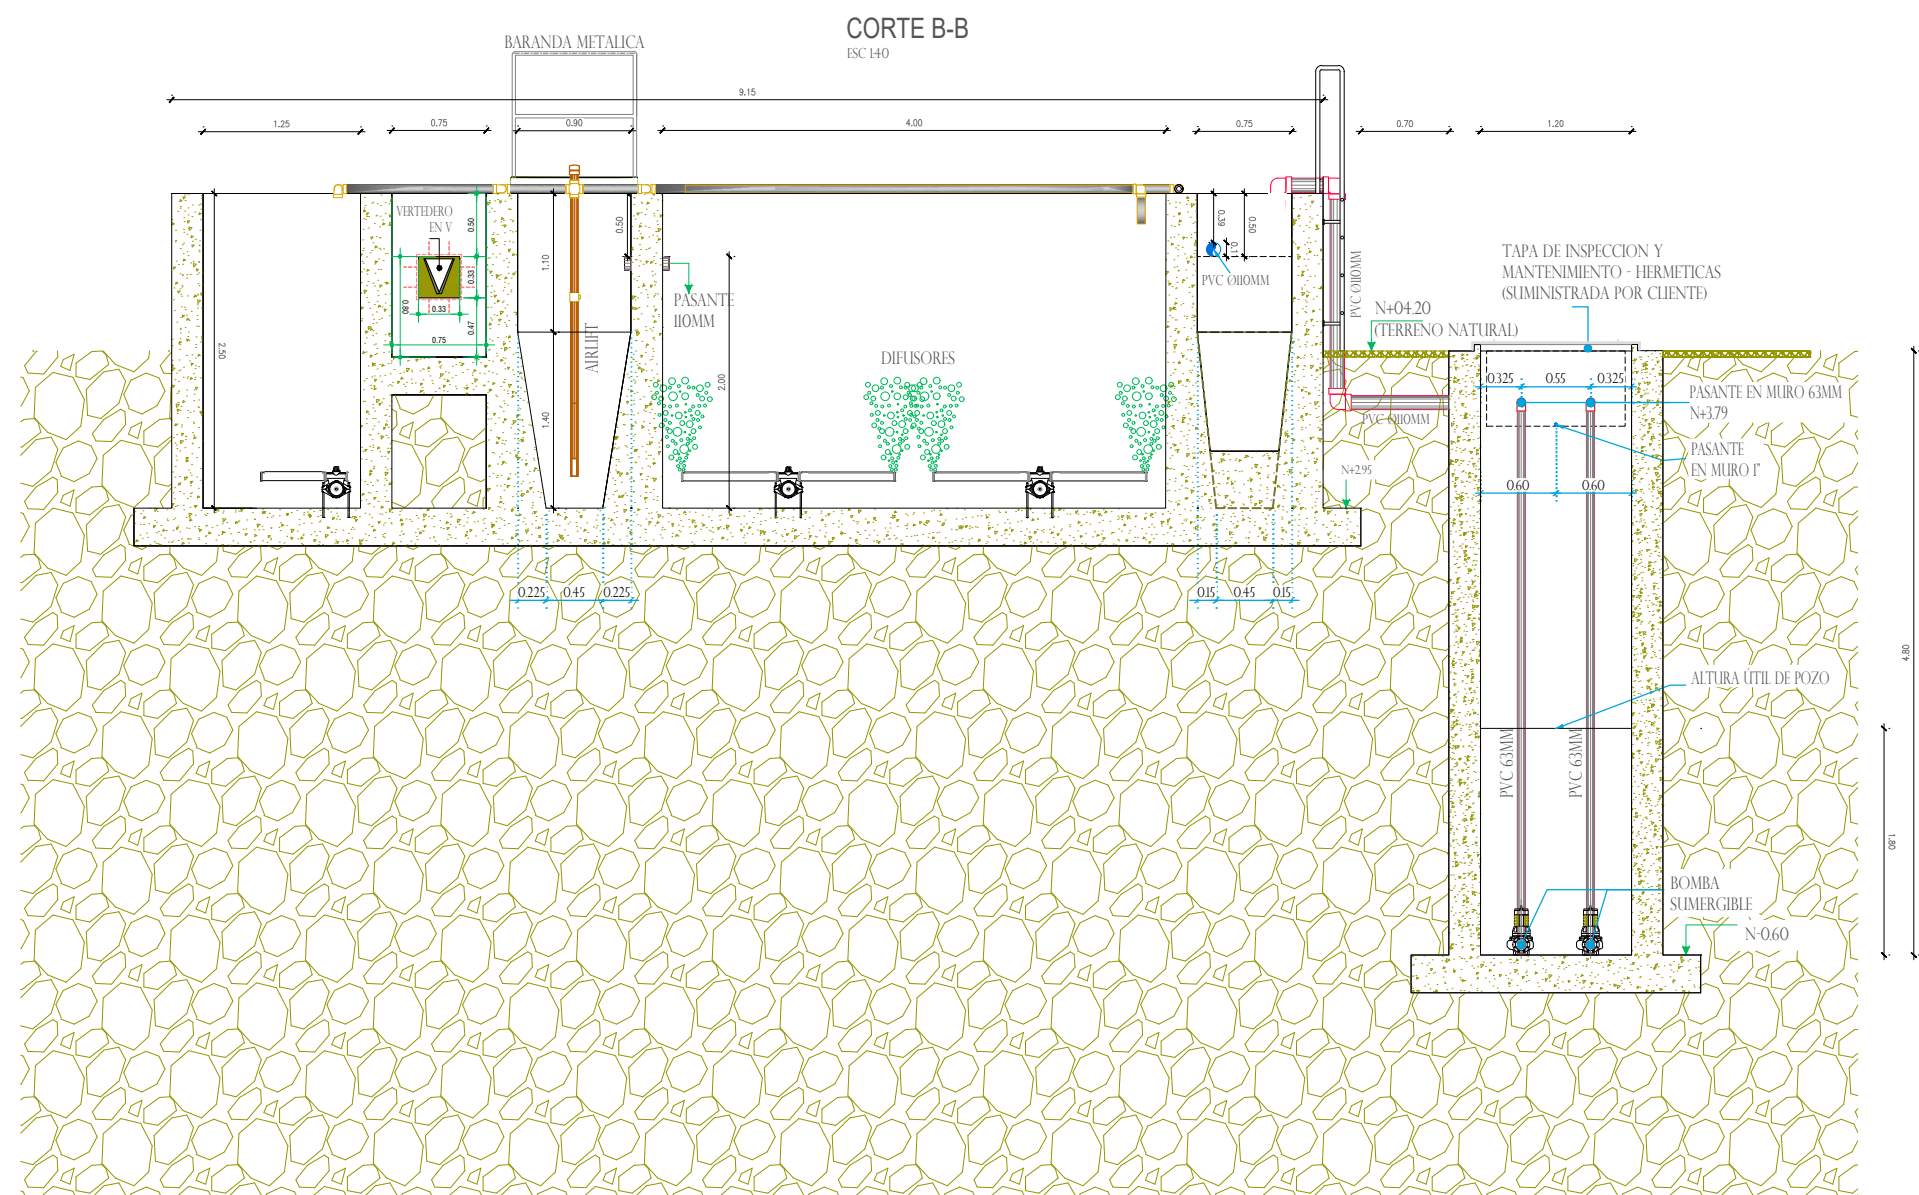 CORTE B-B
ESC 1:40
BARANDA METALICA
9.15
1.25
0.75
0.90
4.00
0.75
0.70
1.20
VERTEDERO
EN V
0.50
0.33
0.47
0.80
0.33
0.75
2.50
1.10
1.40
AIRLIFT
0.50
PASANTE
110MM
2.00
DIFUSORES
0.39
0.11
0.50
PVC Ø110MM
PVC Ø110MM
PVC Ø110MM
N+04.20
(TERRENO NATURAL)
N+2.95
TAPA DE INSPECCION Y
MANTENIMIENTO - HERMETICAS
(SUMINISTRADA POR CLIENTE)
0.325
0.55
0.325
PASANTE EN MURO 63MM
N+3.79
PASANTE
EN MURO 1"
0.60
0.60
0.225
0.45
0.225
0.15
0.45
0.15
4.80
ALTURA ÚTIL DE POZO
PVC 63MM
PVC 63MM
1.80
BOMBA
SUMERGIBLE
N-0.60